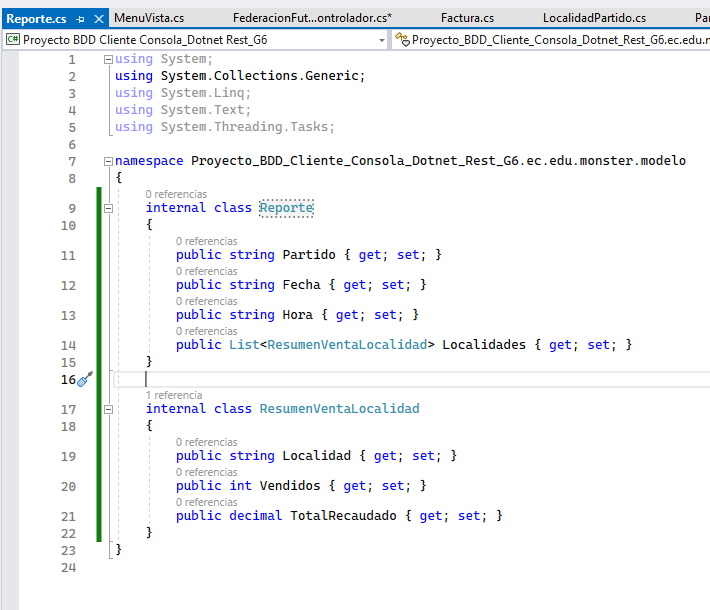 Reporte.cs MenuVista.cs FederacionFut...ontrolador.cs* Factura.cs LocalidadPartido.cs Par
C# Proyecto BDD Cliente Consola_Dotnet Rest_G6 Proyecto_BDD_Cliente_Consola_Dotnet_Rest_G6.ec.edu.m
1 using System;
2 using System.Collections.Generic;
3 using System.Linq;
4 using System.Text;
5 using System.Threading.Tasks;
6
7 namespace Proyecto_BDD_Cliente_Consola_Dotnet_Rest_G6.ec.edu.monster.modelo
8 {
0 referencias
9 internal class Reporte
10 {
0 referencias
11 public string Partido { get; set; }
0 referencias
12 public string Fecha { get; set; }
0 referencias
13 public string Hora { get; set; }
0 referencias
14 public List<ResumenVentaLocalidad> Localidades { get; set; }
15 }
16
1 referencia
17 internal class ResumenVentaLocalidad
18 {
0 referencias
19 public string Localidad { get; set; }
0 referencias
20 public int Vendidos { get; set; }
0 referencias
21 public decimal TotalRecaudado { get; set; }
22 }
23 }
24